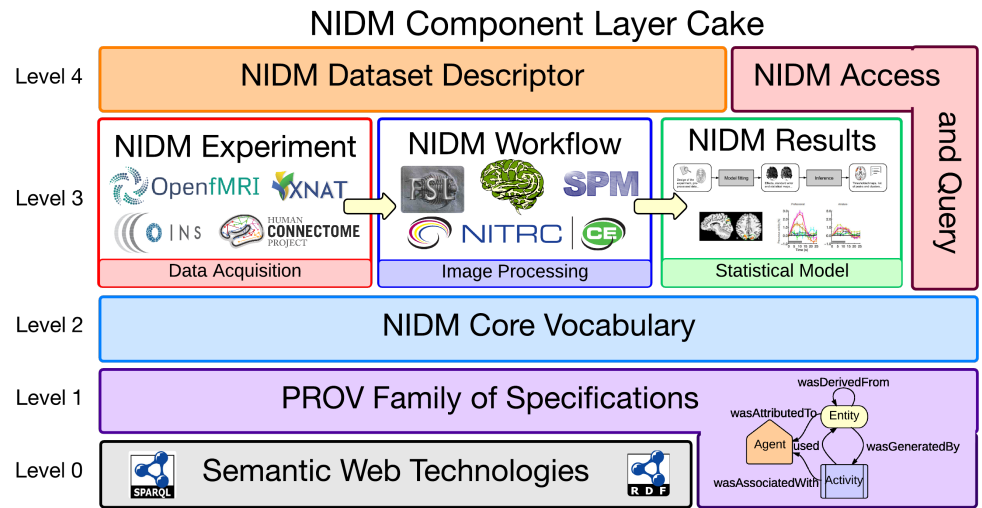 NIDM Component Layer Cake
Level 4
NIDM Dataset Descriptor
NIDM Access
and Query
Level 3
NIDM Experiment
OpenfMRI
XNAT
COINS
HUMAN
CONNECTOME
PROJECT
Data Acquisition
NIDM Workflow
FSL
SPM
NITRC
CE
Image Processing
NIDM Results
Model fitting
Inference
Statistical Model
Level 2
NIDM Core Vocabulary
Level 1
PROV Family of Specifications
wasDerivedFrom
wasAttributedTo
Entity
Agent
used
wasGeneratedBy
wasAssociatedWith
Activity
Level 0
SPARQL
Semantic Web Technologies
RDF